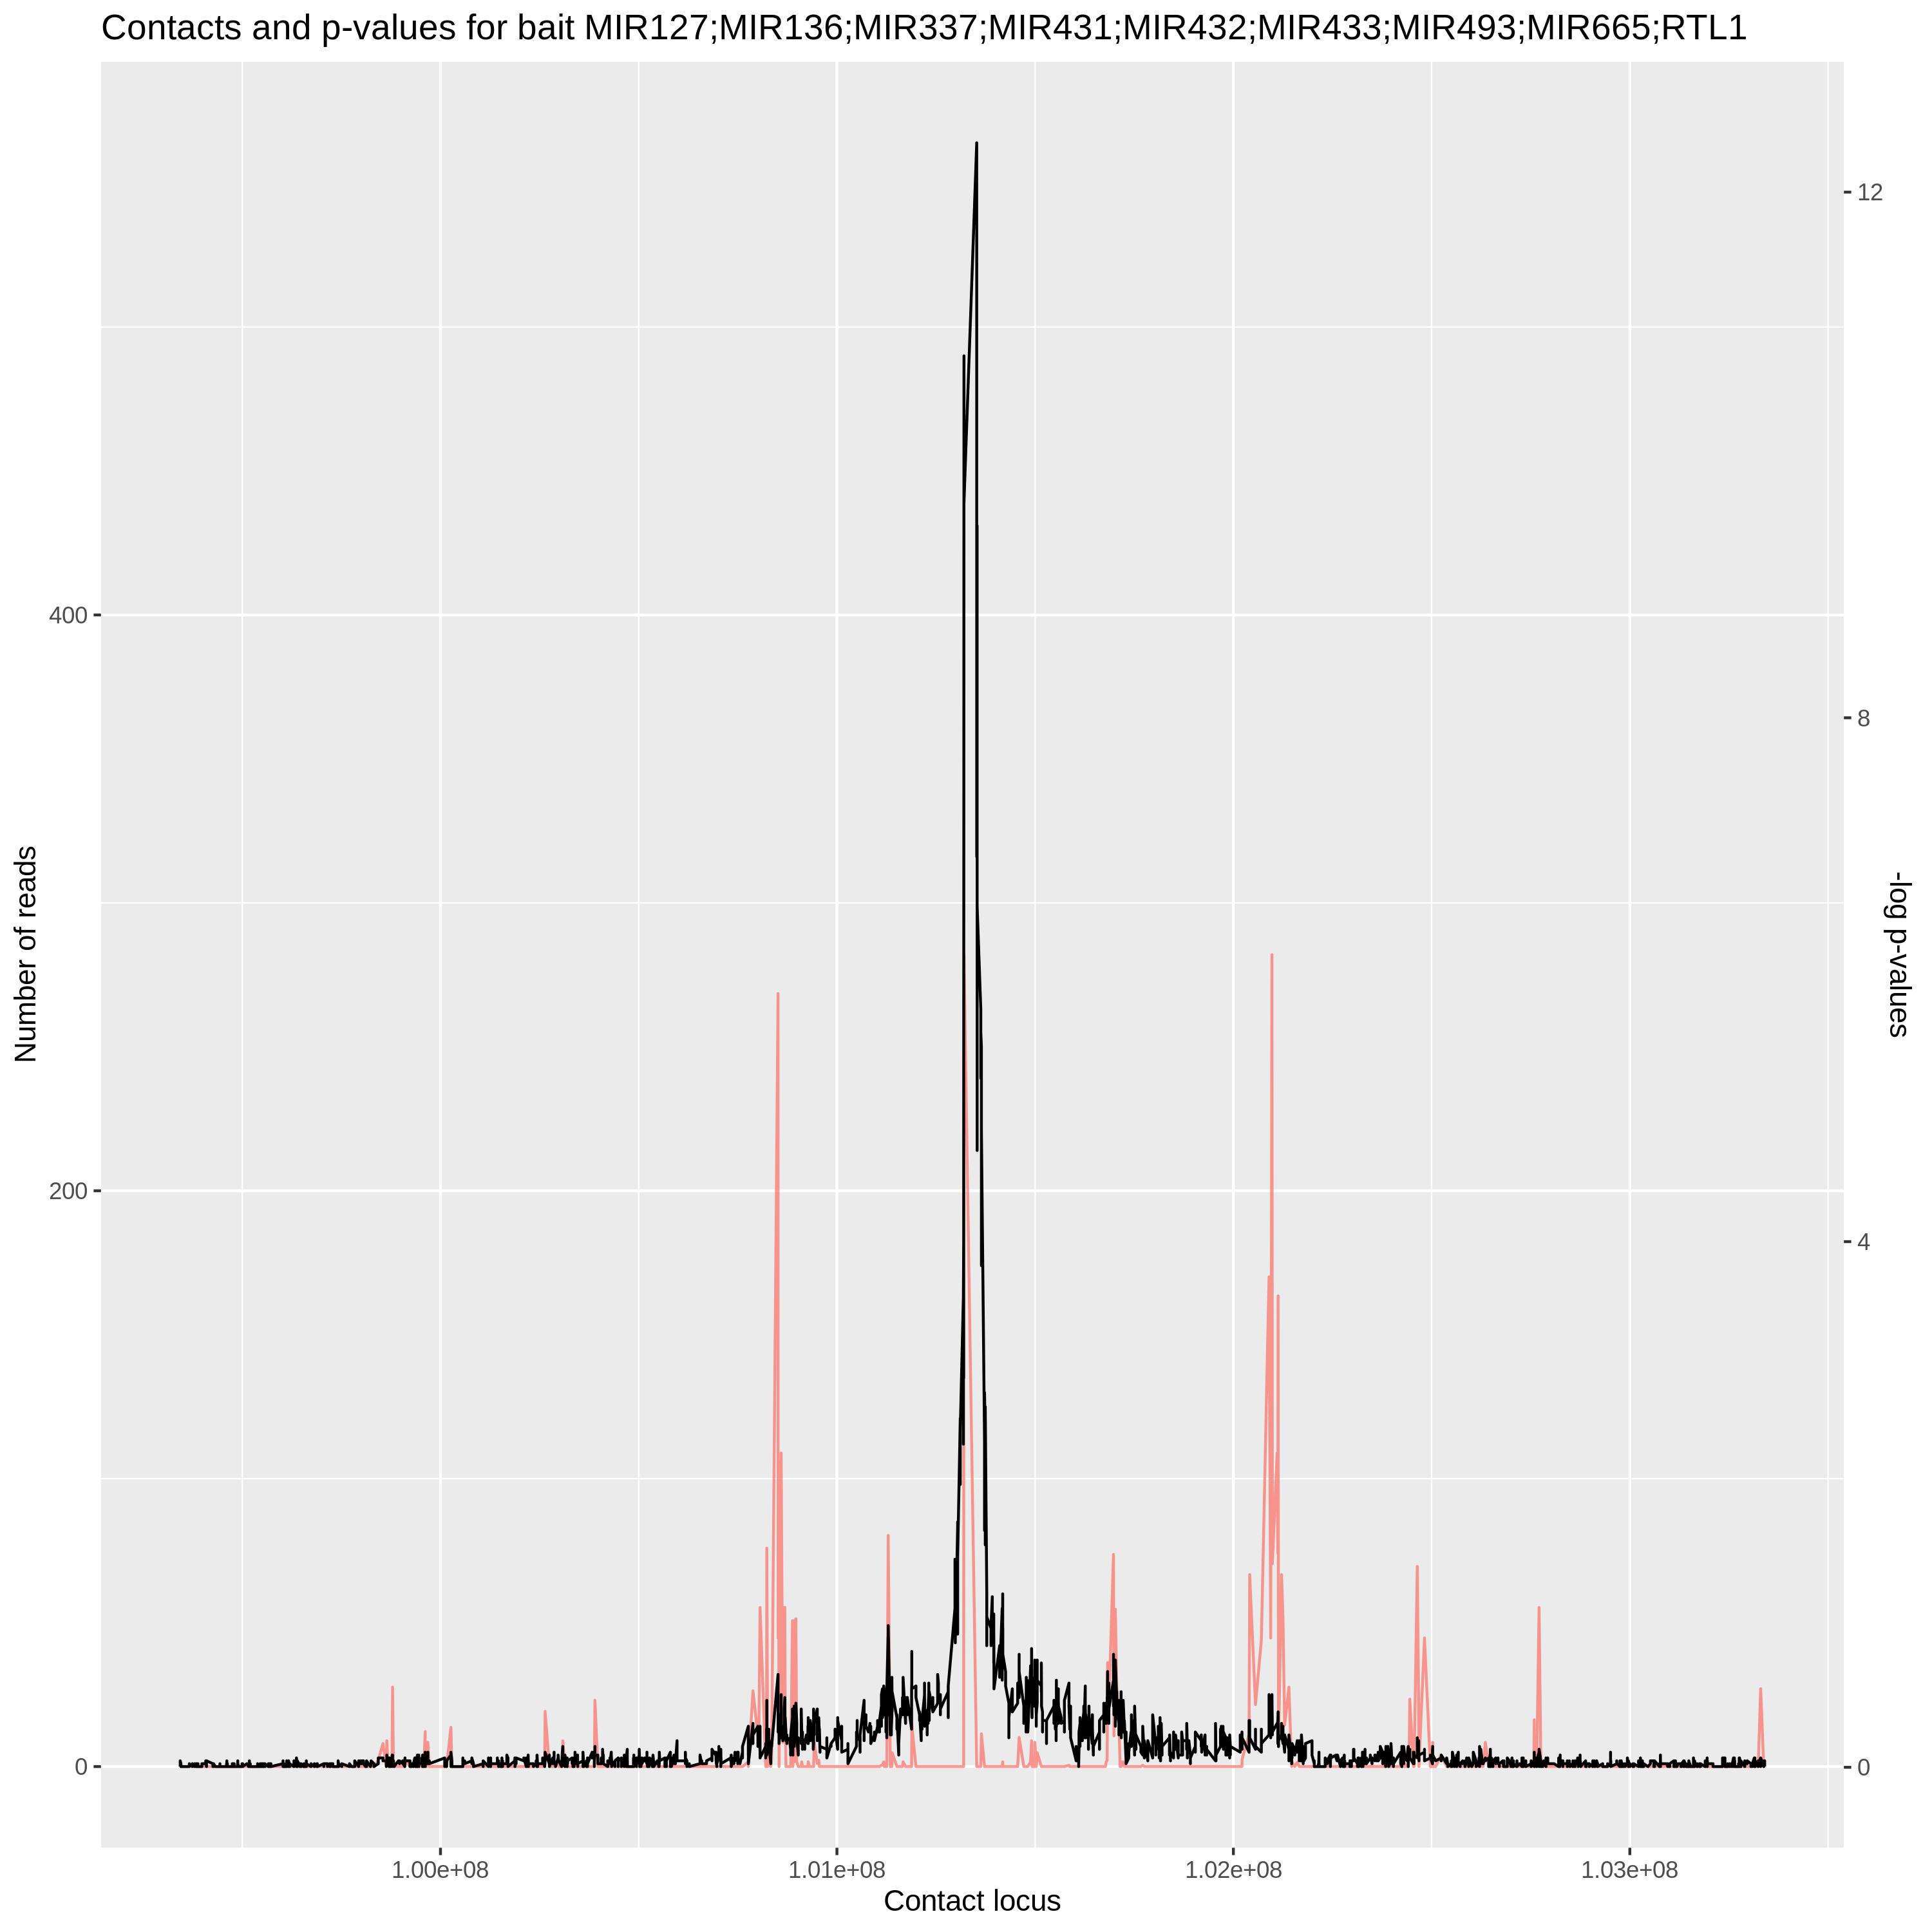 Contacts and p-values for bait MIR127;MIR136;MIR337;MIR431;MIR432;MIR433;MIR493;MIR665;RTL1
12
400
8
Number of reads
-log p-values
200
4
0
0
1.00e+08
1.01e+08
1.02e+08
1.03e+08
Contact locus